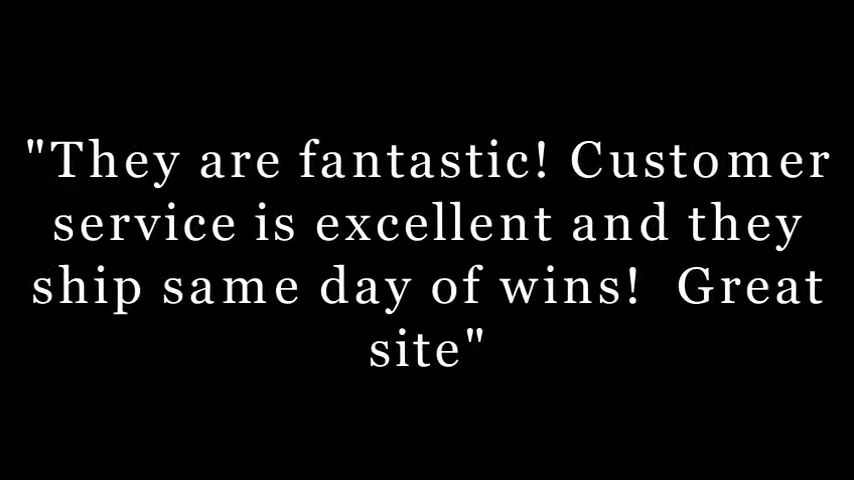 "They are fantastic! Customer
service is excellent and they
ship same day of wins!  Great
site"